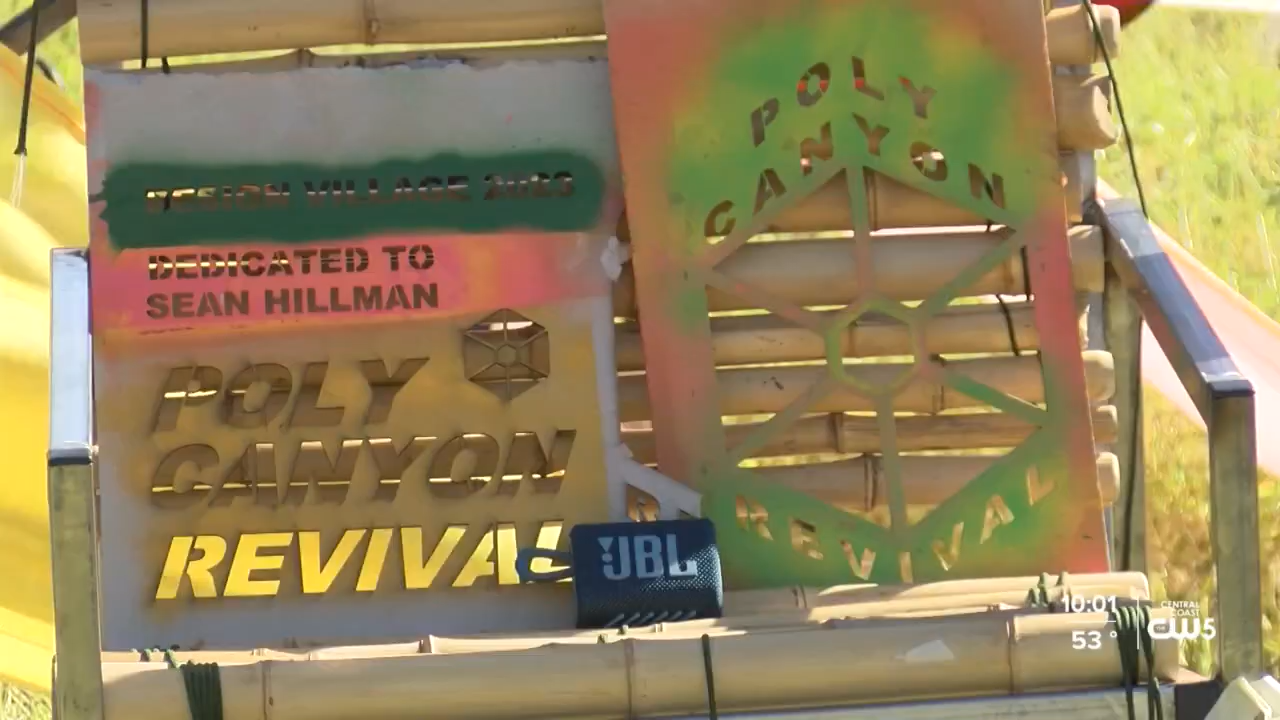 DESIGN VILLAGE 2023
DEDICATED TO
SEAN HILLMAN
POLY
CANYON
REVIVAL
POLY
CANYON
REVIVAL
JBL
10:01
53°
CENTRAL
COAST
CW5